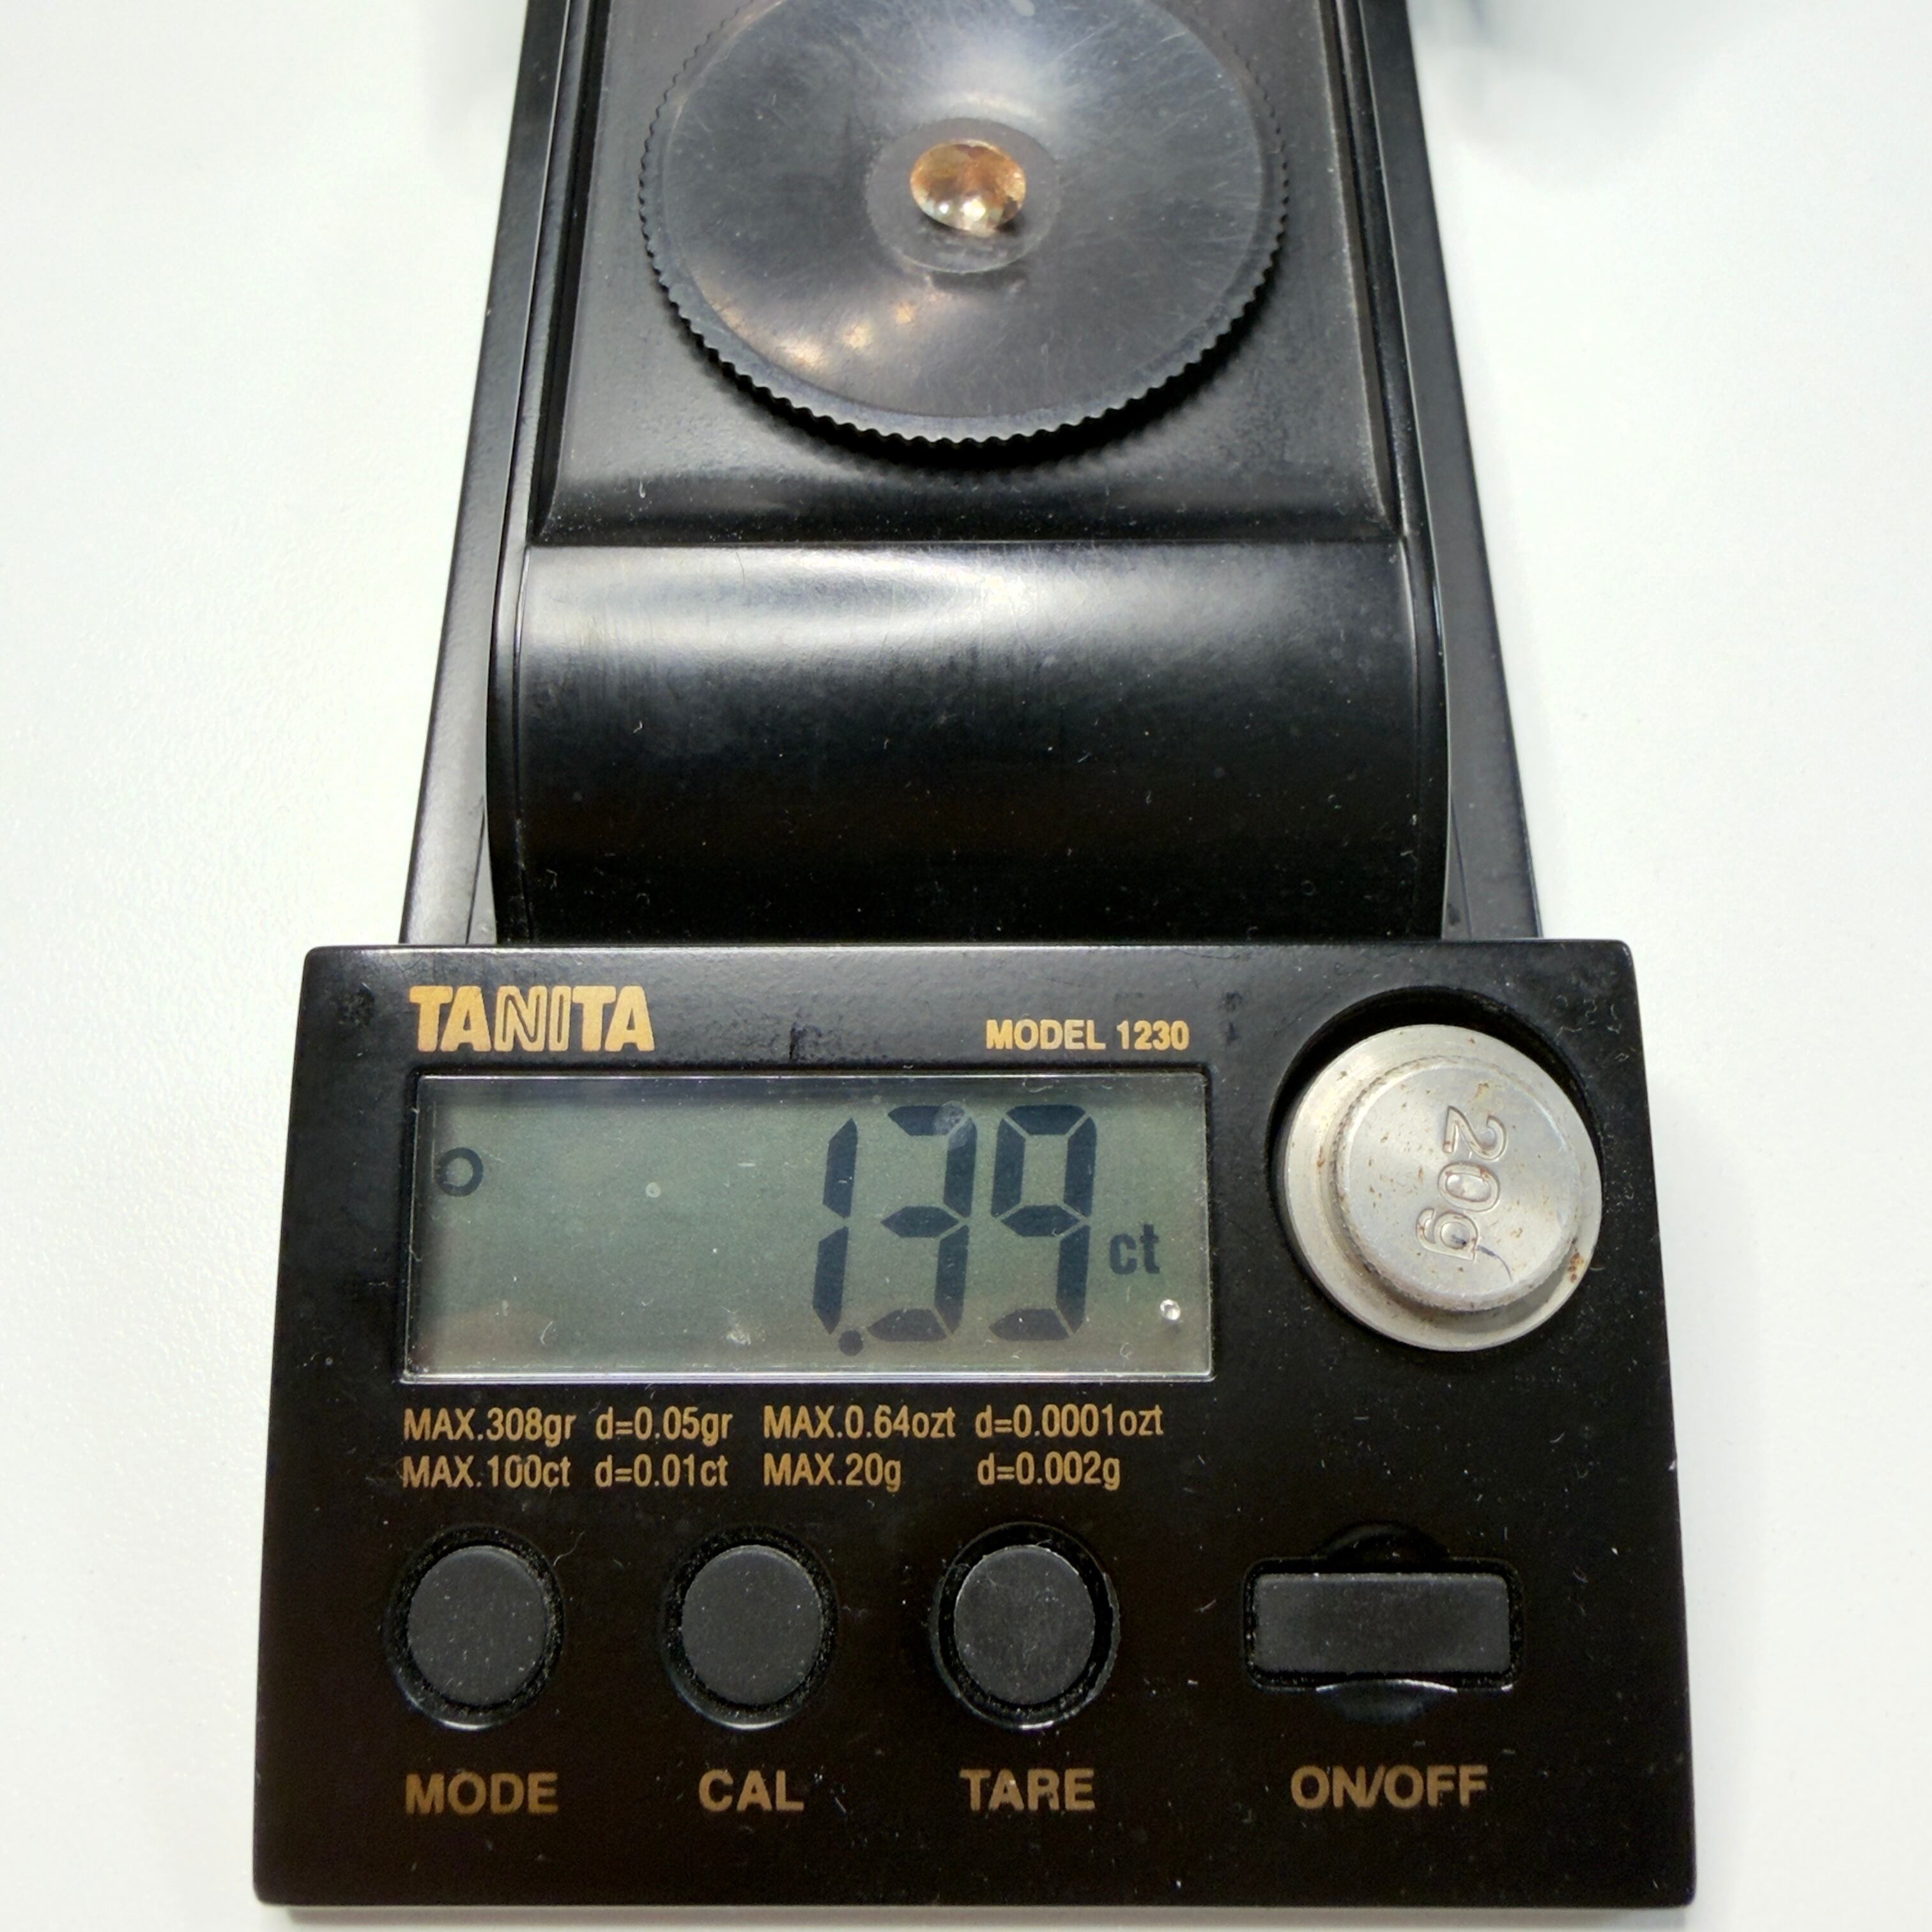 TANITA
MODEL 1230
1.39 ct
20g
MAX.308gr d=0.05gr MAX.0.64ozt d=0.0001ozt
MAX.100ct d=0.01ct MAX.20g d=0.002g
MODE CAL TARE ON/OFF